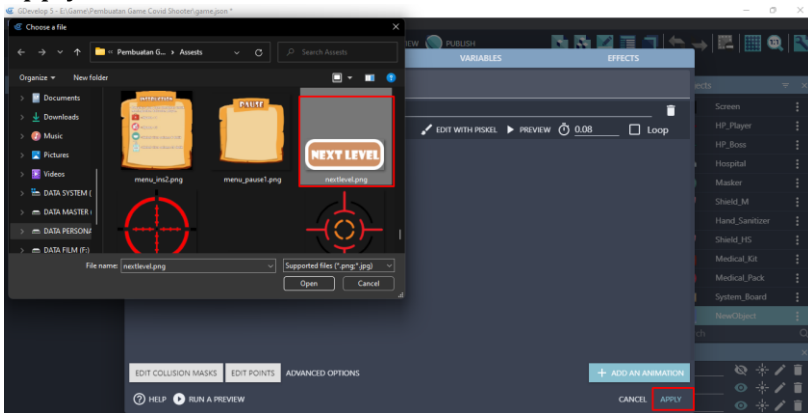 GDevelop 5 - E:\Game\Pembuatan Game Covid Shooter\game.json *
Choose a file
Pembuatan G... > Assests
Search Assests
PUBLISH
Organize
New folder
VARIABLES
EFFECTS
Documents
Downloads
Music
Pictures
Videos
DATA SYSTEM (
DATA MASTER
DATA PERSONA
DATA FILM (F:)
PAUSE
NEXT LEVEL
menu_ins2.png
menu_pause1.png
nextlevel.png
File name:
nextlevel.png
Supported files (*.png;*.jpg)
Open
Cancel
EDIT WITH PISKEL
PREVIEW
0.08
Loop
Screen
HP_Player
HP_Boss
Hospital
Masker
Shield_M
Hand_Sanitizer
Shield_HS
Medical_Kit
Medical_Pack
System_Board
NewObject
EDIT COLLISION MASKS
EDIT POINTS
ADVANCED OPTIONS
+ ADD AN ANIMATION
HELP
RUN A PREVIEW
CANCEL
APPLY